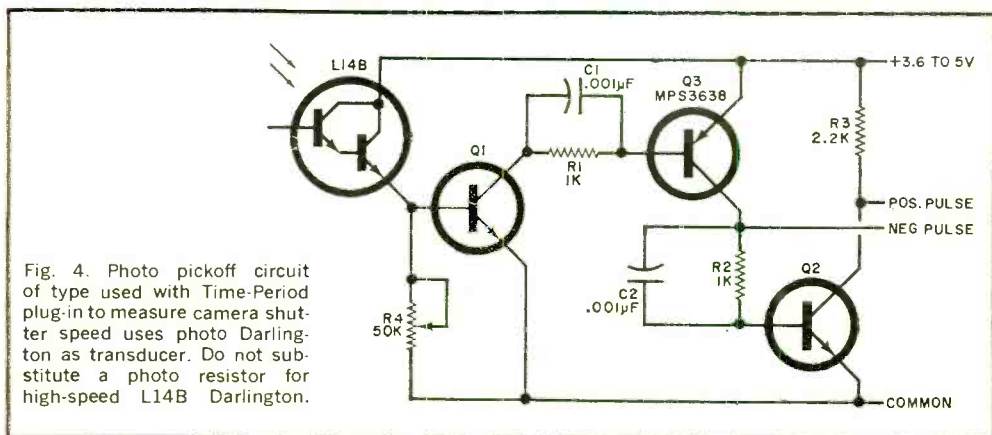 L14B
C1
.001µF
Q3
MPS3638
+3.6 TO 5V
Q1
R1
1K
R3
2.2K
POS. PULSE
NEG PULSE
R2
1K
C2
.001µF
Q2
R4
50K
COMMON
Fig. 4. Photo pickoff circuit
of type used with Time-Period
plug-in to measure camera shut-
ter speed uses photo Darling-
ton as transducer. Do not sub-
stitute a photo resistor for
high-speed L14B Darlington.